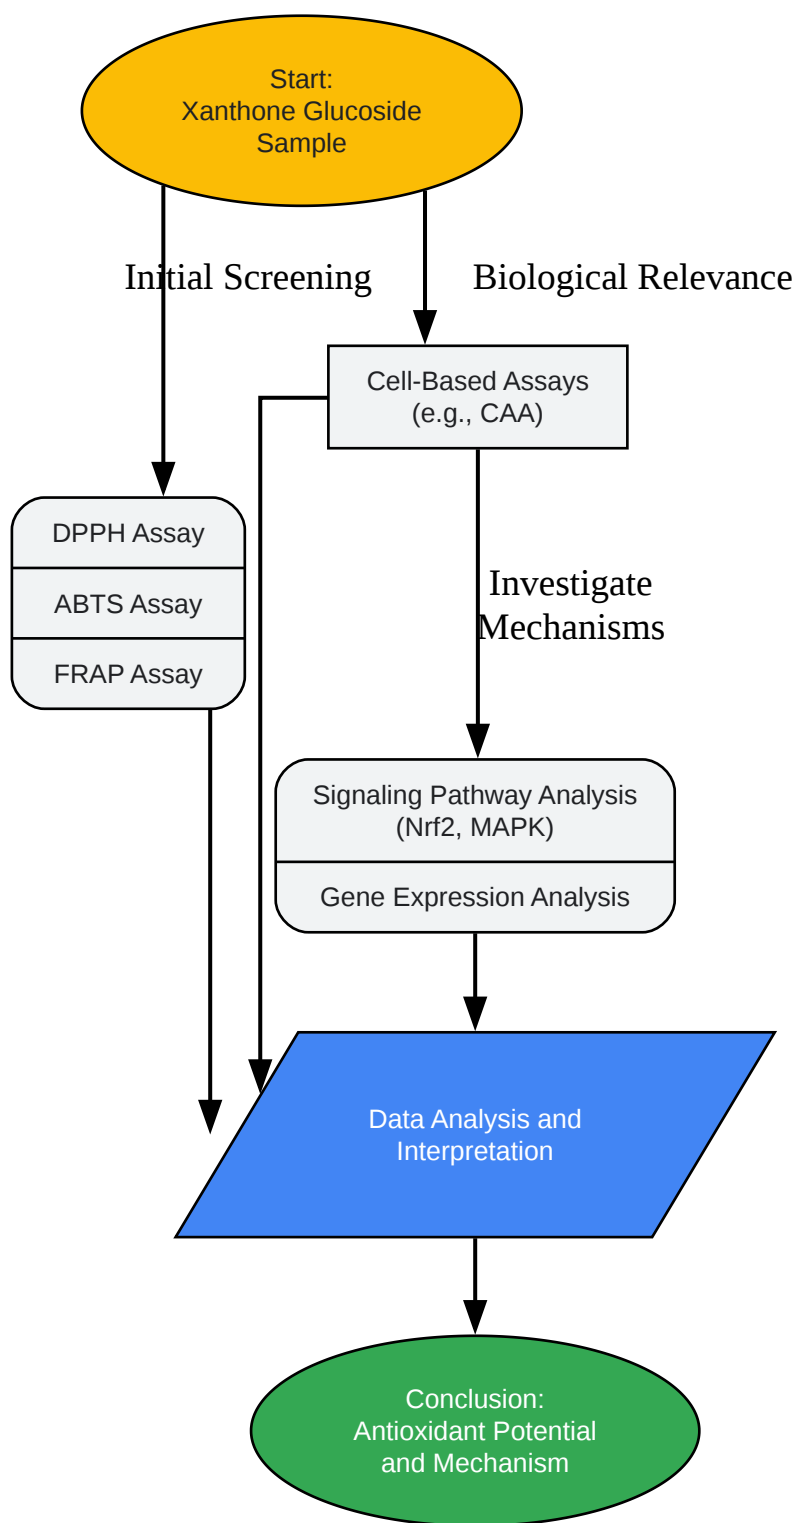 Start:
Xanthone Glucoside
Sample
Initial Screening
Biological Relevance
Cell-Based Assays
(e.g., CAA)
DPPH Assay
ABTS Assay
FRAP Assay
Investigate
Mechanisms
Signaling Pathway Analysis
(Nrf2, MAPK)
Gene Expression Analysis
Data Analysis and
Interpretation
Conclusion:
Antioxidant Potential
and Mechanism